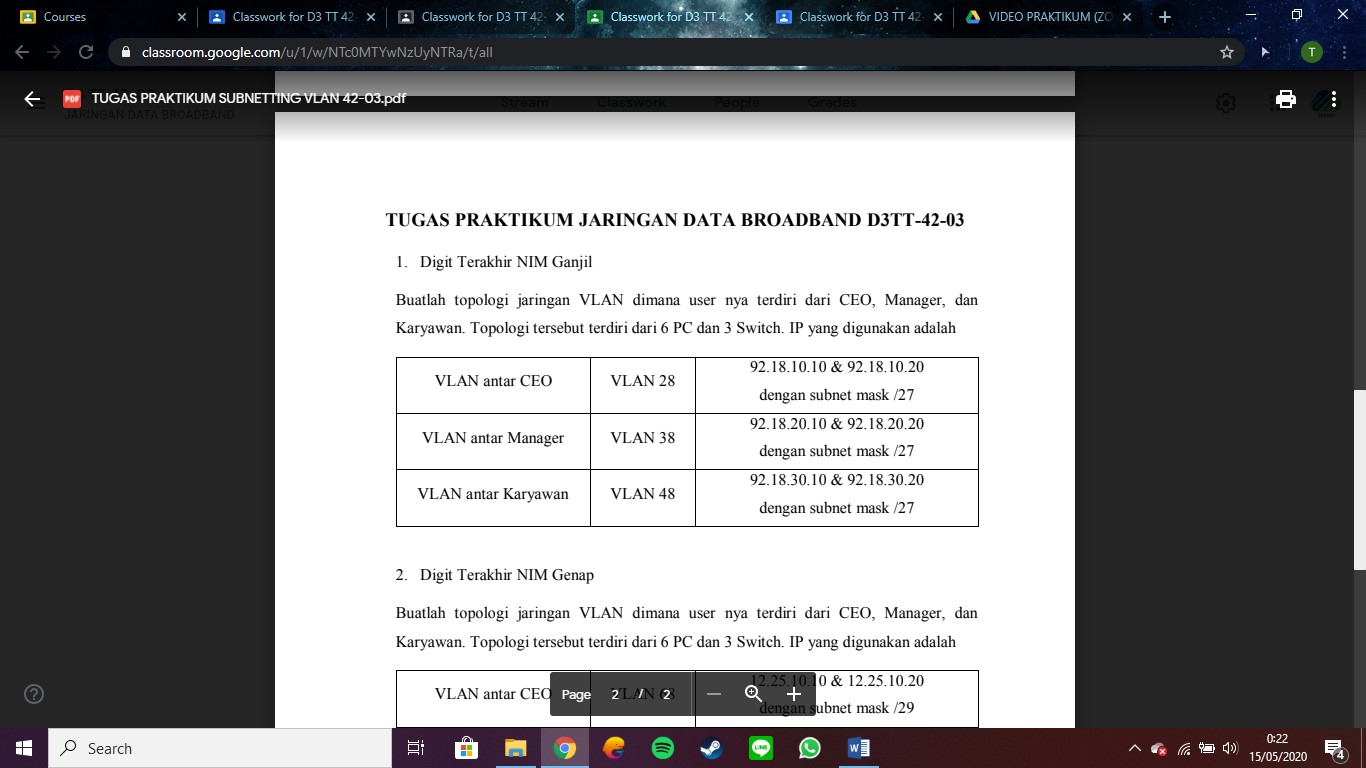 Courses
Classwork for D3 TT 42-
Classwork for D3 TT 42-
Classwork for D3 TT 42-
Classwork for D3 TT 42-
VIDEO PRAKTIKUM (ZO
classroom.google.com/u/1/w/NTc0MTYwNzUyNTRa/t/all
T
PDF TUGAS PRAKTIKUM SUBNETTING VLAN 42-03.pdf
Stream Classwork People Grades
JARINGAN DATA BROADBAND
TUGAS PRAKTIKUM JARINGAN DATA BROADBAND D3TT-42-03
1. Digit Terakhir NIM Ganjil
Buatlah topologi jaringan VLAN dimana user nya terdiri dari CEO, Manager, dan
Karyawan. Topologi tersebut terdiri dari 6 PC dan 3 Switch. IP yang digunakan adalah
VLAN antar CEO VLAN 28 92.18.10.10 & 92.18.10.20
dengan subnet mask /27
VLAN antar Manager VLAN 38 92.18.20.10 & 92.18.20.20
dengan subnet mask /27
VLAN antar Karyawan VLAN 48 92.18.30.10 & 92.18.30.20
dengan subnet mask /27
2. Digit Terakhir NIM Genap
Buatlah topologi jaringan VLAN dimana user nya terdiri dari CEO, Manager, dan
Karyawan. Topologi tersebut terdiri dari 6 PC dan 3 Switch. IP yang digunakan adalah
VLAN antar CEO VLAN 12.25.10.10 & 12.25.10.20
dengan subnet mask /29
Page 2 / 2
Search
LINE
W
0:22
15/05/2020
4